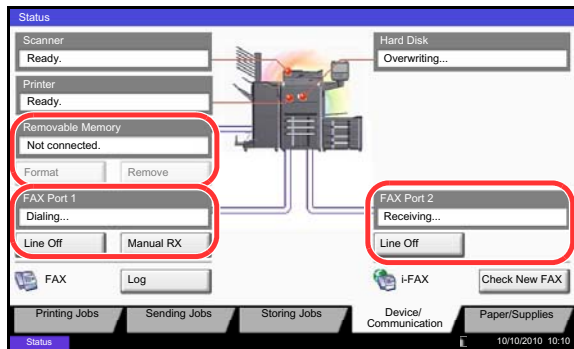 Status
Scanner
Ready.
Hard Disk
Overwriting...
Printer
Ready.
Removable Memory
Not connected.
Format
Remove
FAX Port 1
Dialing...
Line Off
Manual RX
FAX Port 2
Receiving...
Line Off
FAX
Log
i-FAX
Check New FAX
Printing Jobs
Sending Jobs
Storing Jobs
Device/
Communication
Paper/Supplies
Status
10/10/2010 10:10